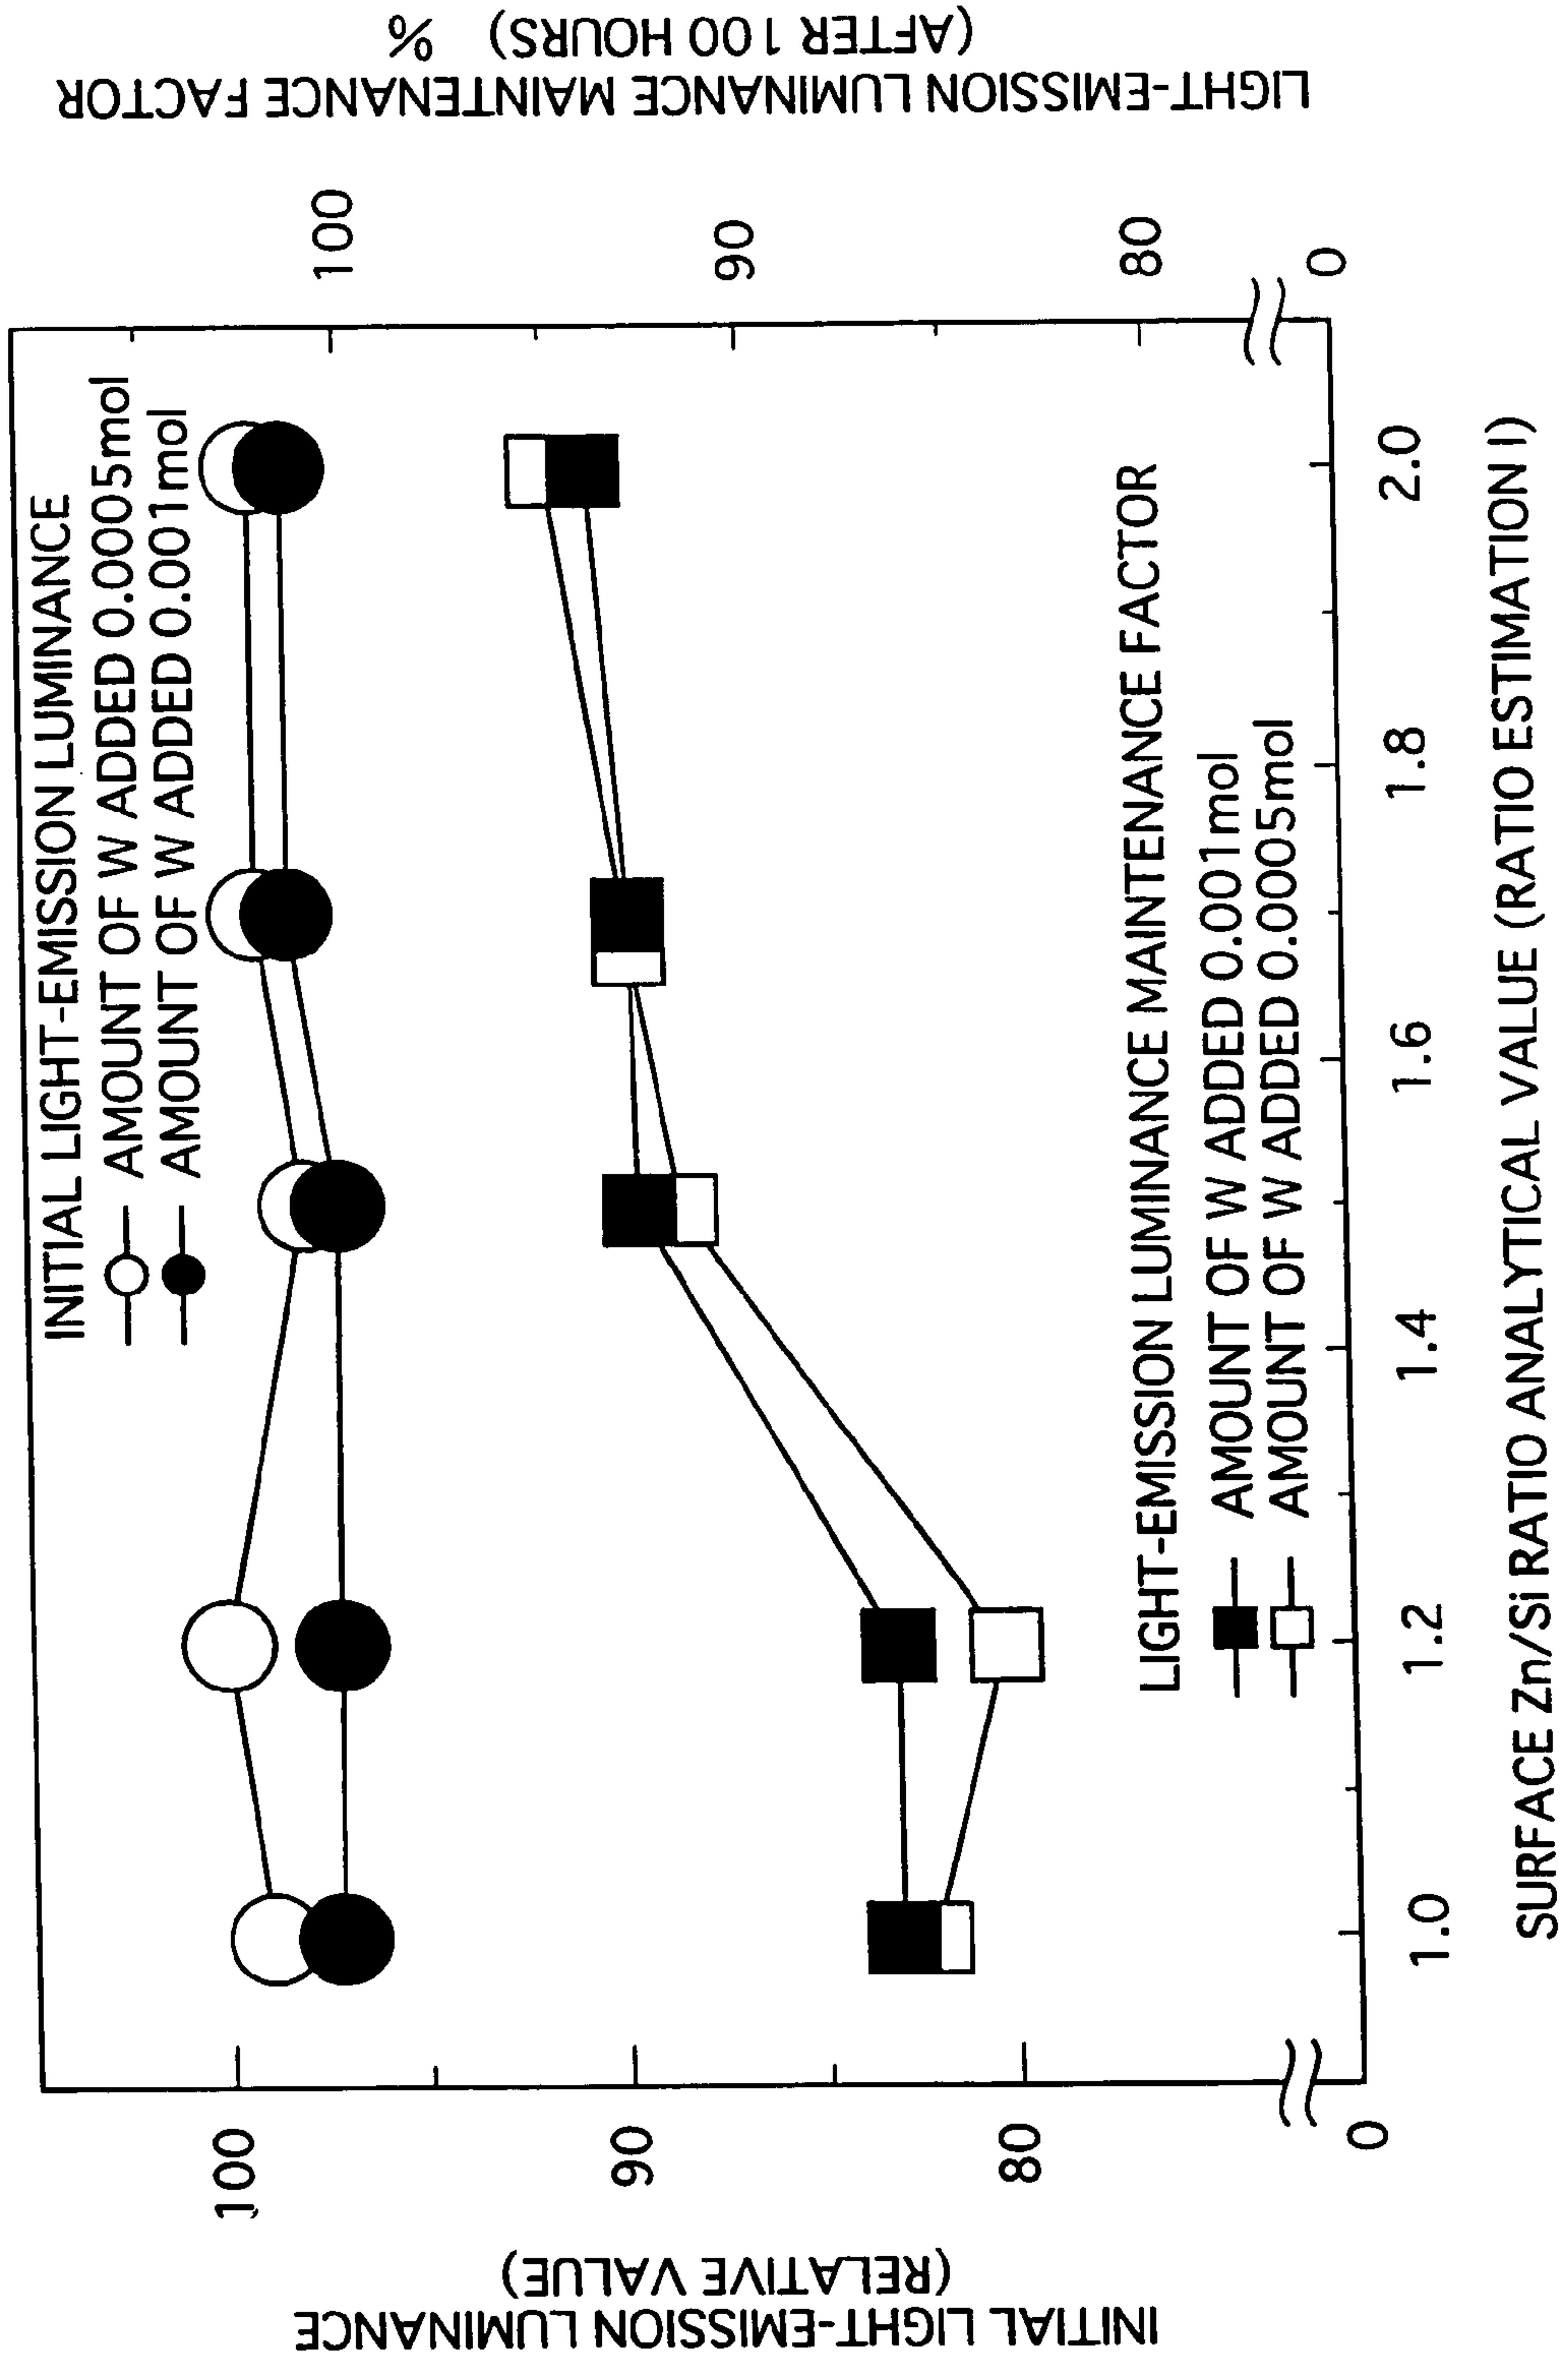 INITIAL LIGHT-EMISSION LUMINANCE
(RELATIVE VALUE)
100
90
80
0
INITIAL LIGHT-EMISSION LUMINANCE
AMOUNT OF W ADDED 0.0005mol
AMOUNT OF W ADDED 0.001mol
LIGHT-EMISSION LUMINANCE MAINTENANCE FACTOR
AMOUNT OF W ADDED 0.001mol
AMOUNT OF W ADDED 0.0005mol
1.0 1.2 1.4 1.6 1.8 2.0
SURFACE Zn/Si RATIO ANALYTICAL VALUE (RATIO ESTIMATION I)
100
90
80
0
LIGHT-EMISSION LUMINANCE MAINTENANCE FACTOR
(AFTER 100 HOURS) %